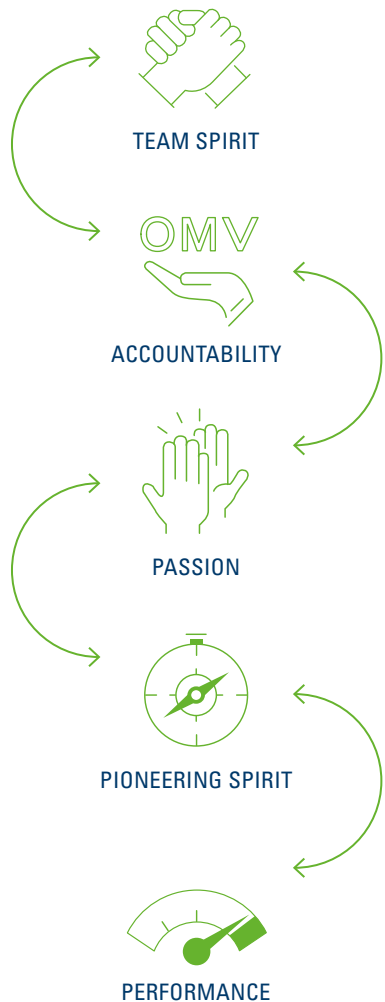 TEAM SPIRIT
OMV
ACCOUNTABILITY
PASSION
PIONEERING SPIRIT
PERFORMANCE